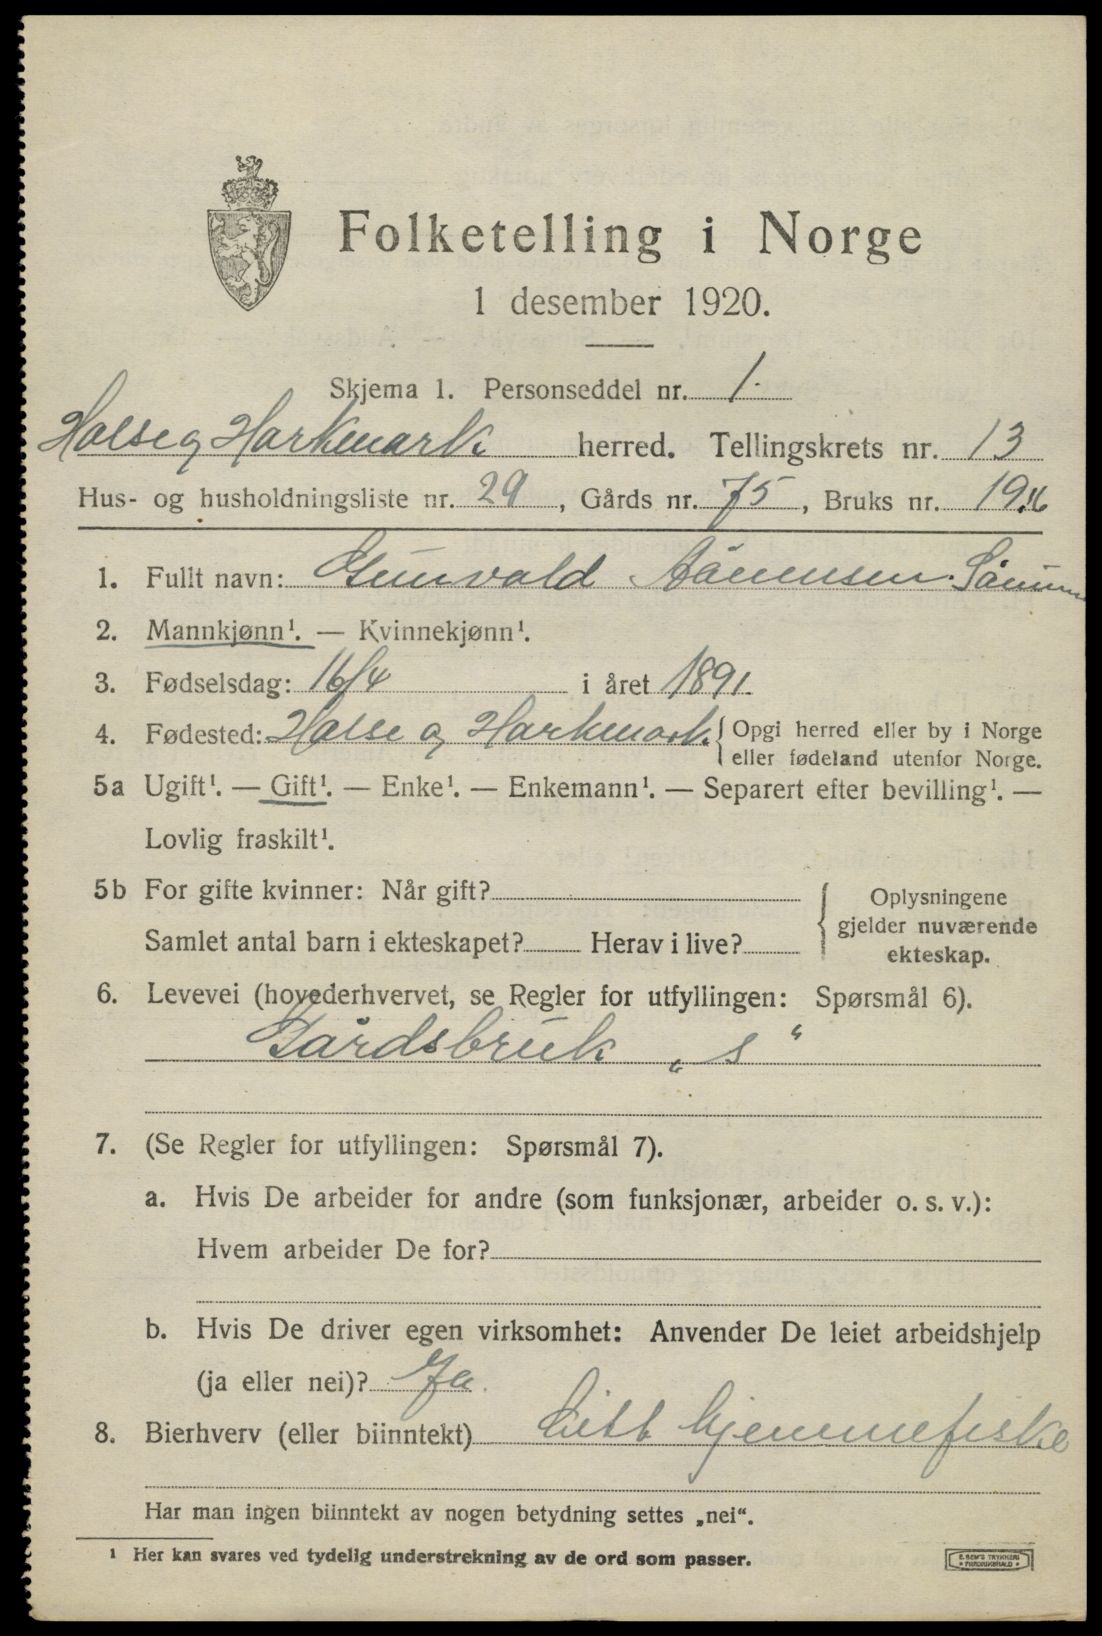 Folketelling i Norge
1 desember 1920.
Skjema 1. Personseddel nr. 1.
Halse og Harkmark herred. Tellingskrets nr. 13
Hus- og husholdningsliste nr. 29, Gårds nr. 75, Bruks nr. 19.16
1. Fullt navn: Gunvald Aanensen
2. Mannkjønn¹. — Kvinnekjønn¹.
3. Fødselsdag: 16/4 i året 1891.
4. Fødested: Halse og Harkmark. { Opgi herred eller by i Norge
eller fødeland utenfor Norge.
5a Ugift¹. — Gift¹. — Enke¹. — Enkemann¹. — Separert efter bevilling¹. —
Lovlig fraskilt¹.
5b For gifte kvinner: Når gift?
Samlet antal barn i ekteskapet? Herav i live?
{ Oplysningene
gjelder nuværende
ekteskap.
6. Levevei (hovederhvervet, se Regler for utfyllingen: Spørsmål 6).
Gårdsbruk „s“
7. (Se Regler for utfyllingen: Spørsmål 7).
a. Hvis De arbeider for andre (som funksjonær, arbeider o. s. v.):
Hvem arbeider De for?
b. Hvis De driver egen virksomhet: Anvender De leiet arbeidshjelp
(ja eller nei)? Ja.
8. Bierhverv (eller biinntekt) Litt hjemmefiske
Har man ingen biinntekt av nogen betydning settes „nei“.
¹ Her kan svares ved tydelig understrekning av de ord som passer.
E. SEM'S TRYKKERI
FREDRIKSHALD